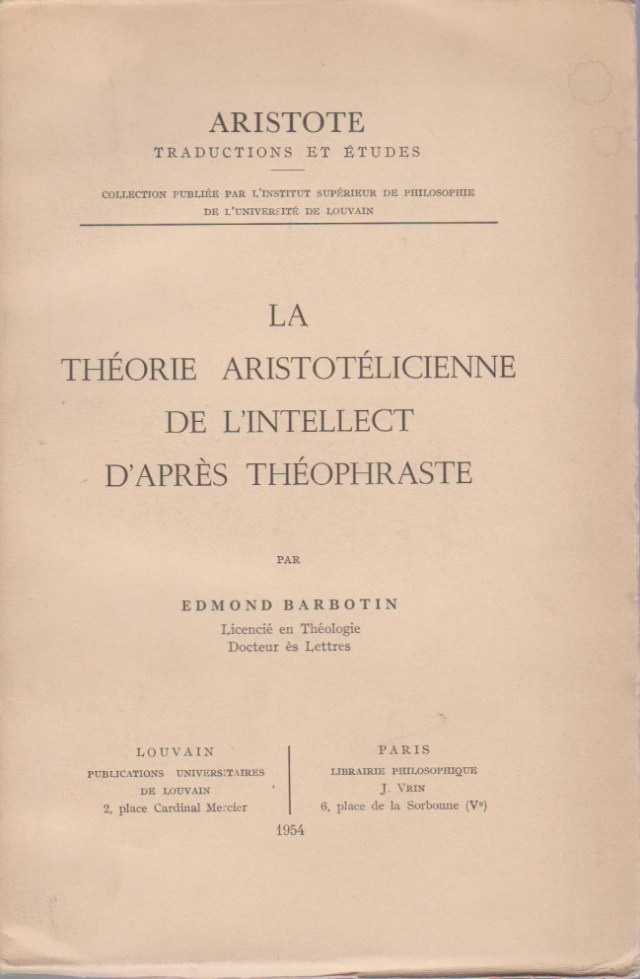 ARISTOTE
TRADUCTIONS ET ÉTUDES
COLLECTION PUBLIÉE PAR L'INSTITUT SUPÉRIEUR DE PHILOSOPHIE
DE L'UNIVERSITÉ DE LOUVAIN
LA
THÉORIE ARISTOTÉLICIENNE
DE L'INTELLECT
D'APRÈS THÉOPHRASTE
PAR
EDMOND BARBOTIN
Licencié en Théologie
Docteur ès Lettres
LOUVAIN
PUBLICATIONS UNIVERSITAIRES
DE LOUVAIN
2, place Cardinal Mercier
PARIS
LIBRAIRIE PHILOSOPHIQUE
J. VRIN
6, place de la Sorbonne (Vᵉ)
1954